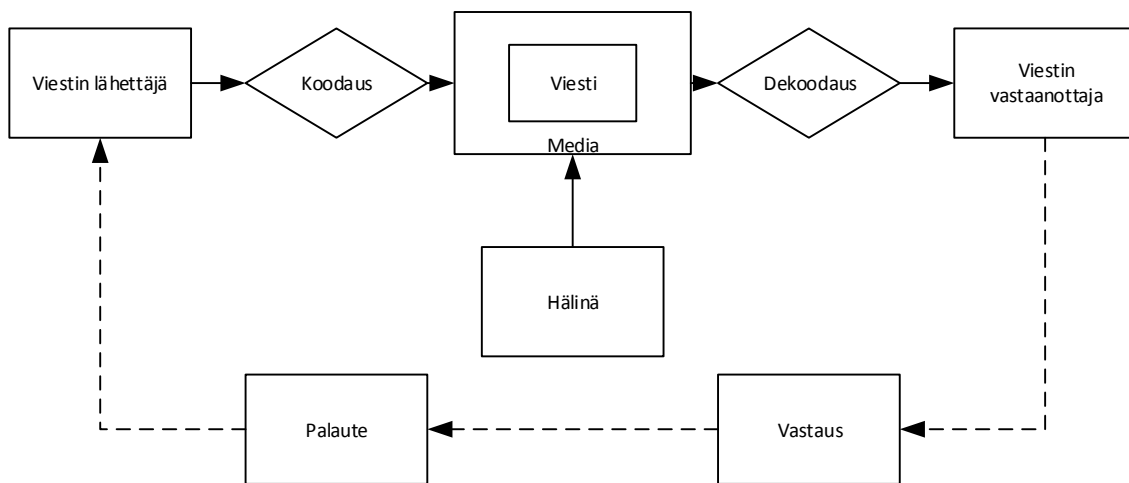 Viestin lähettäjä
Koodaus
Viesti
Media
Dekoodaus
Viestin
vastaanottaja
Hälinä
Palaute
Vastaus